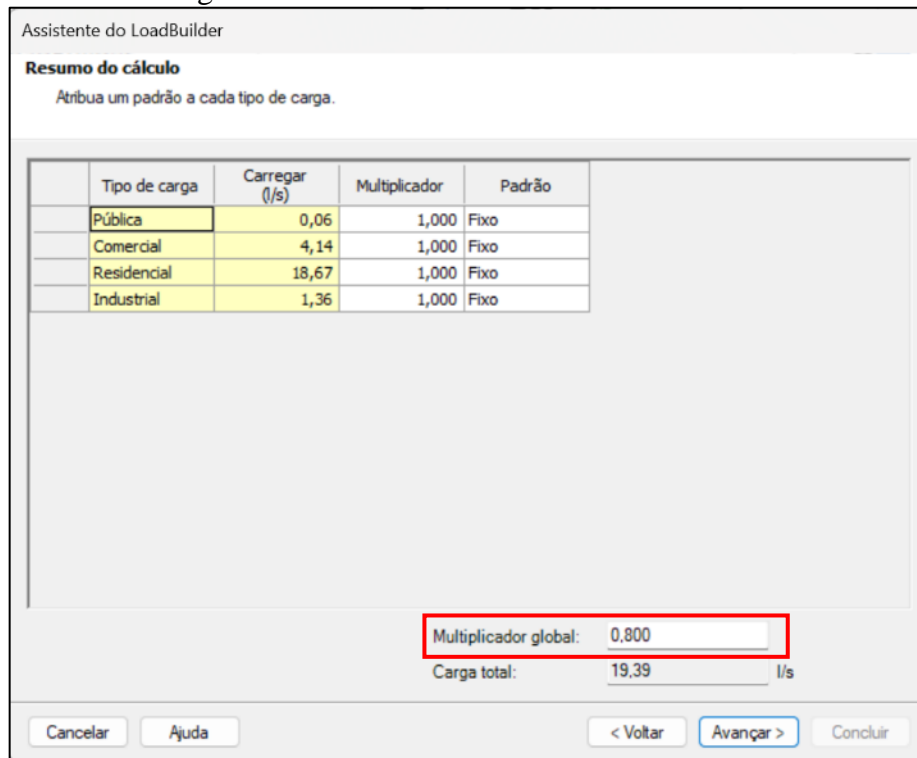 Assistente do LoadBuilder
Resumo do cálculo
Atribua um padrão a cada tipo de carga.
Tipo de carga Carregar (l/s) Multiplicador Padrão
Pública 0,06 1,000 Fixo
Comercial 4,14 1,000 Fixo
Residencial 18,67 1,000 Fixo
Industrial 1,36 1,000 Fixo
Multiplicador global: 0,800
Carga total: 19,39 l/s
Cancelar Ajuda < Voltar Avançar > Concluir